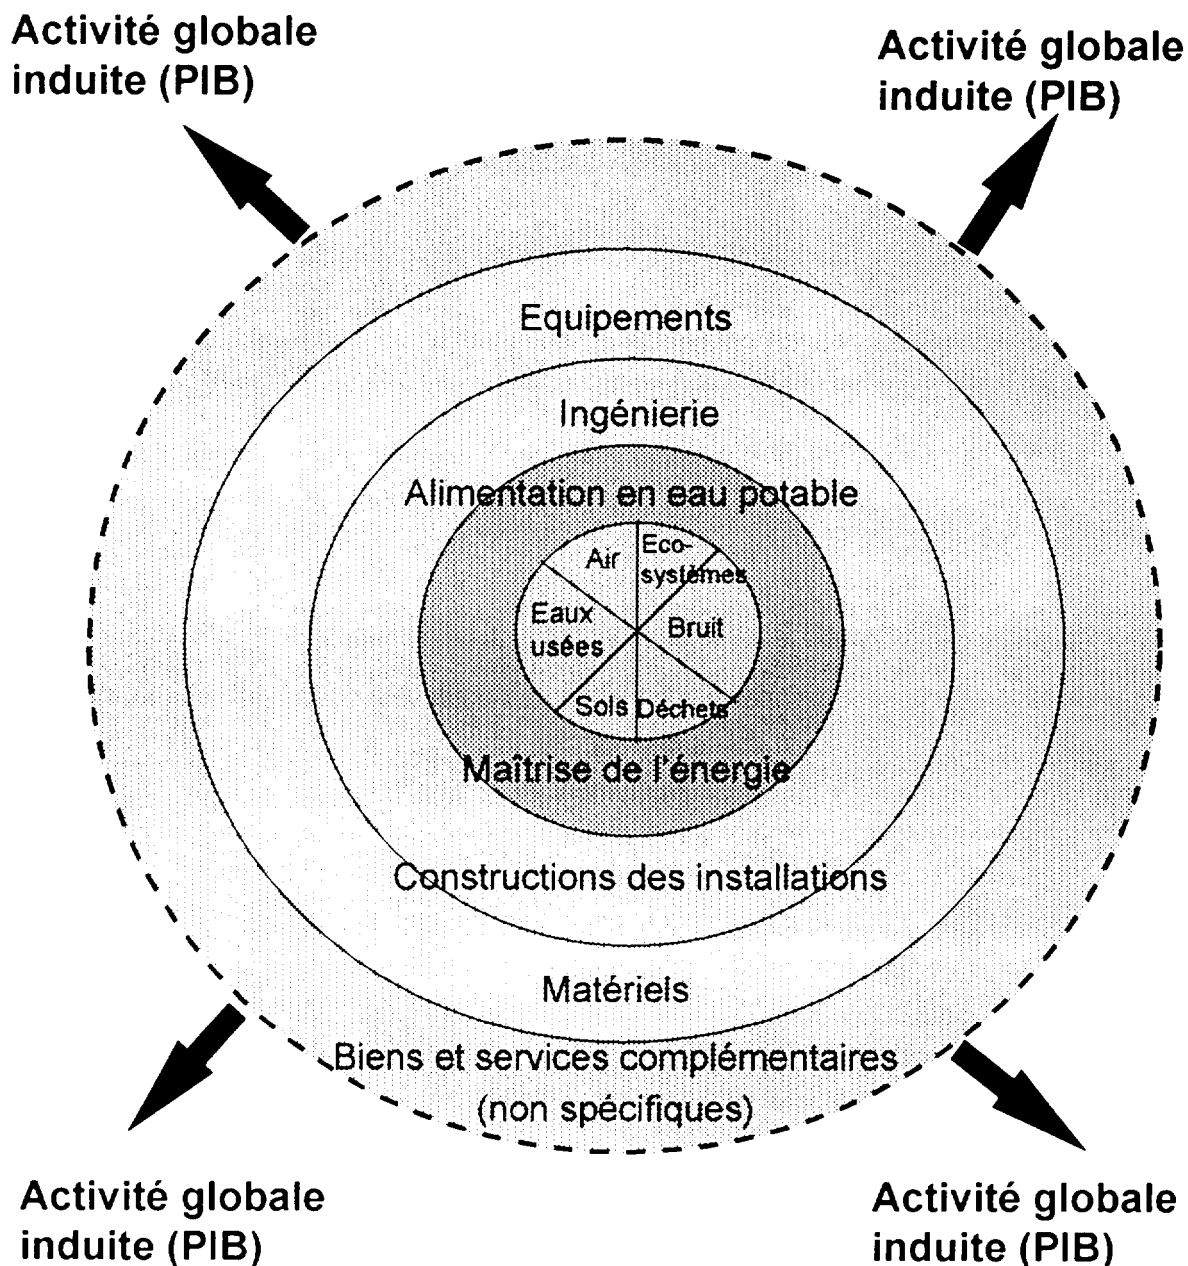 Activité globale
induite (PIB)
Activité globale
induite (PIB)
Equipements
Ingénierie
Alimentation en eau potable
Air
Eco-
systèmes
Eaux
usées
Bruit
Sols
Déchets
Maîtrise de l'énergie
Constructions des installations
Matériels
Biens et services complémentaires
(non spécifiques)
Activité globale
induite (PIB)
Activité globale
induite (PIB)